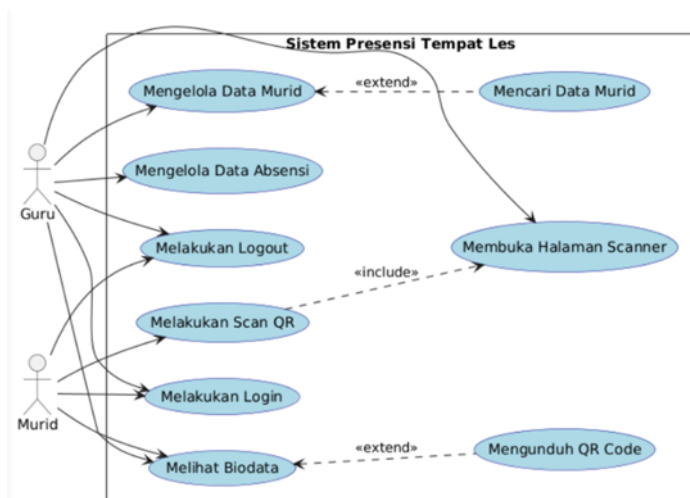 Sistem Presensi Tempat Les
Mengelola Data Murid
«extend»
Mencari Data Murid
Mengelola Data Absensi
Guru
Melakukan Logout
Membuka Halaman Scanner
«include»
Melakukan Scan QR
Murid
Melakukan Login
Melihat Biodata
«extend»
Mengunduh QR Code